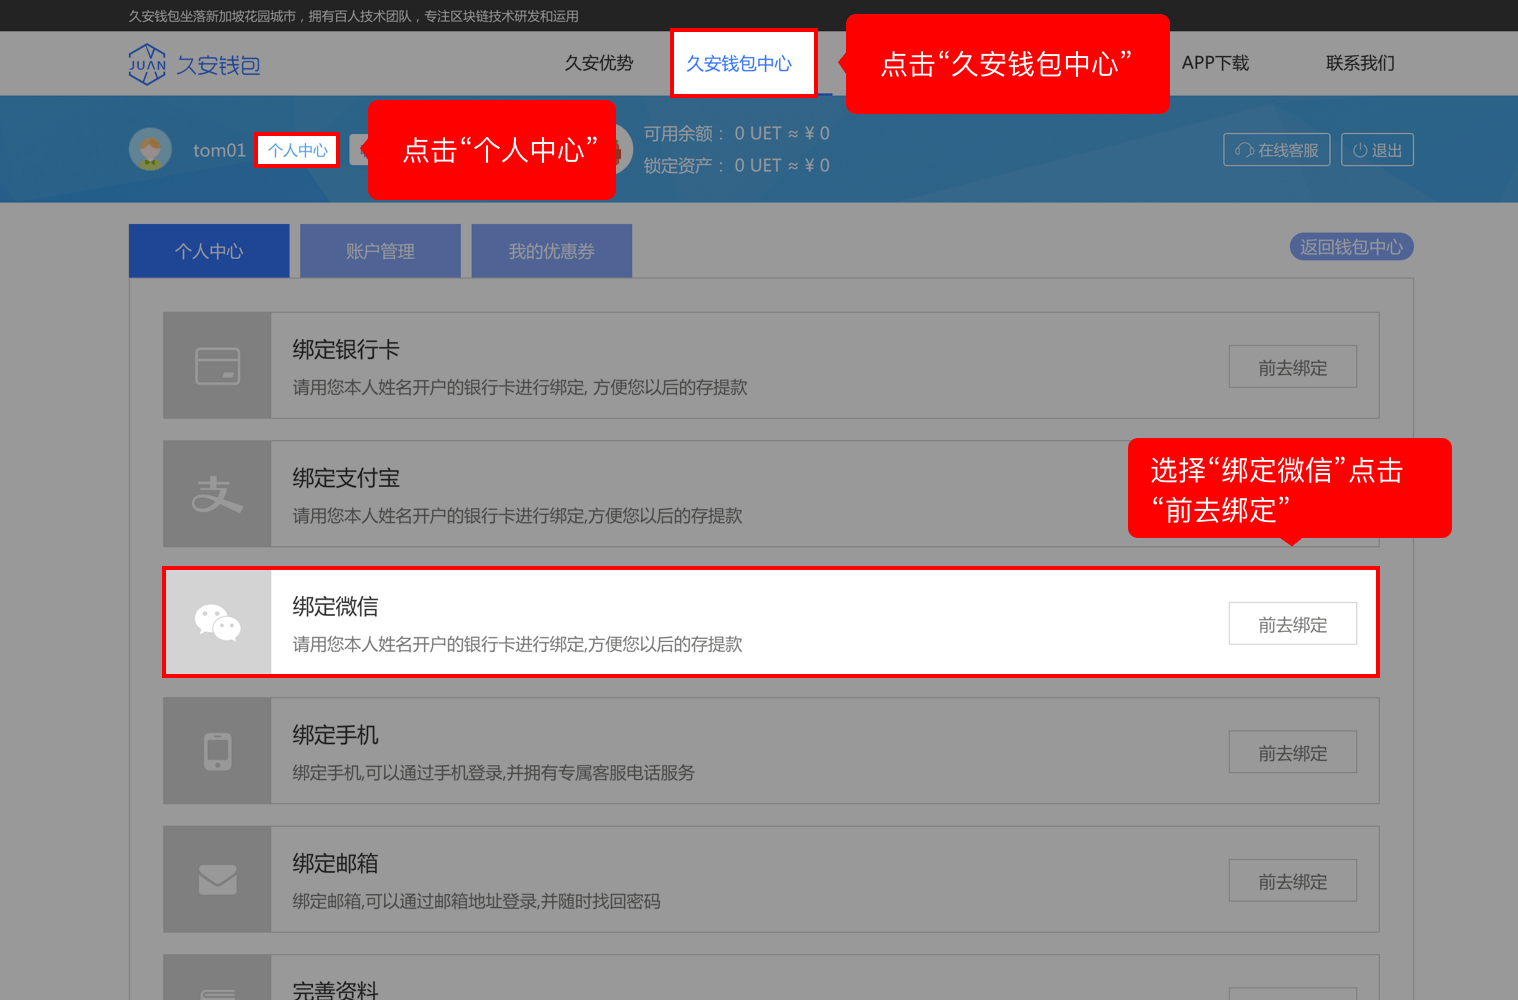 久安钱包坐落新加坡花园城市，拥有百人技术团队，专注区块链技术研发和运用
JUAN 久安钱包
久安优势
久安钱包中心
点击“久安钱包中心”
APP下载
联系我们
tom01
个人中心
点击“个人中心”
可用余额： 0 UET ≈ ¥ 0
锁定资产： 0 UET ≈ ¥ 0
在线客服
退出
个人中心
账户管理
我的优惠券
返回钱包中心
绑定银行卡
请用您本人姓名开户的银行卡进行绑定, 方便您以后的存提款
前去绑定
绑定支付宝
请用您本人姓名开户的银行卡进行绑定,方便您以后的存提款
选择“绑定微信”点击
“前去绑定”
绑定微信
请用您本人姓名开户的银行卡进行绑定,方便您以后的存提款
前去绑定
绑定手机
绑定手机,可以通过手机登录,并拥有专属客服电话服务
前去绑定
绑定邮箱
绑定邮箱,可以通过邮箱地址登录,并随时找回密码
前去绑定
完善资料